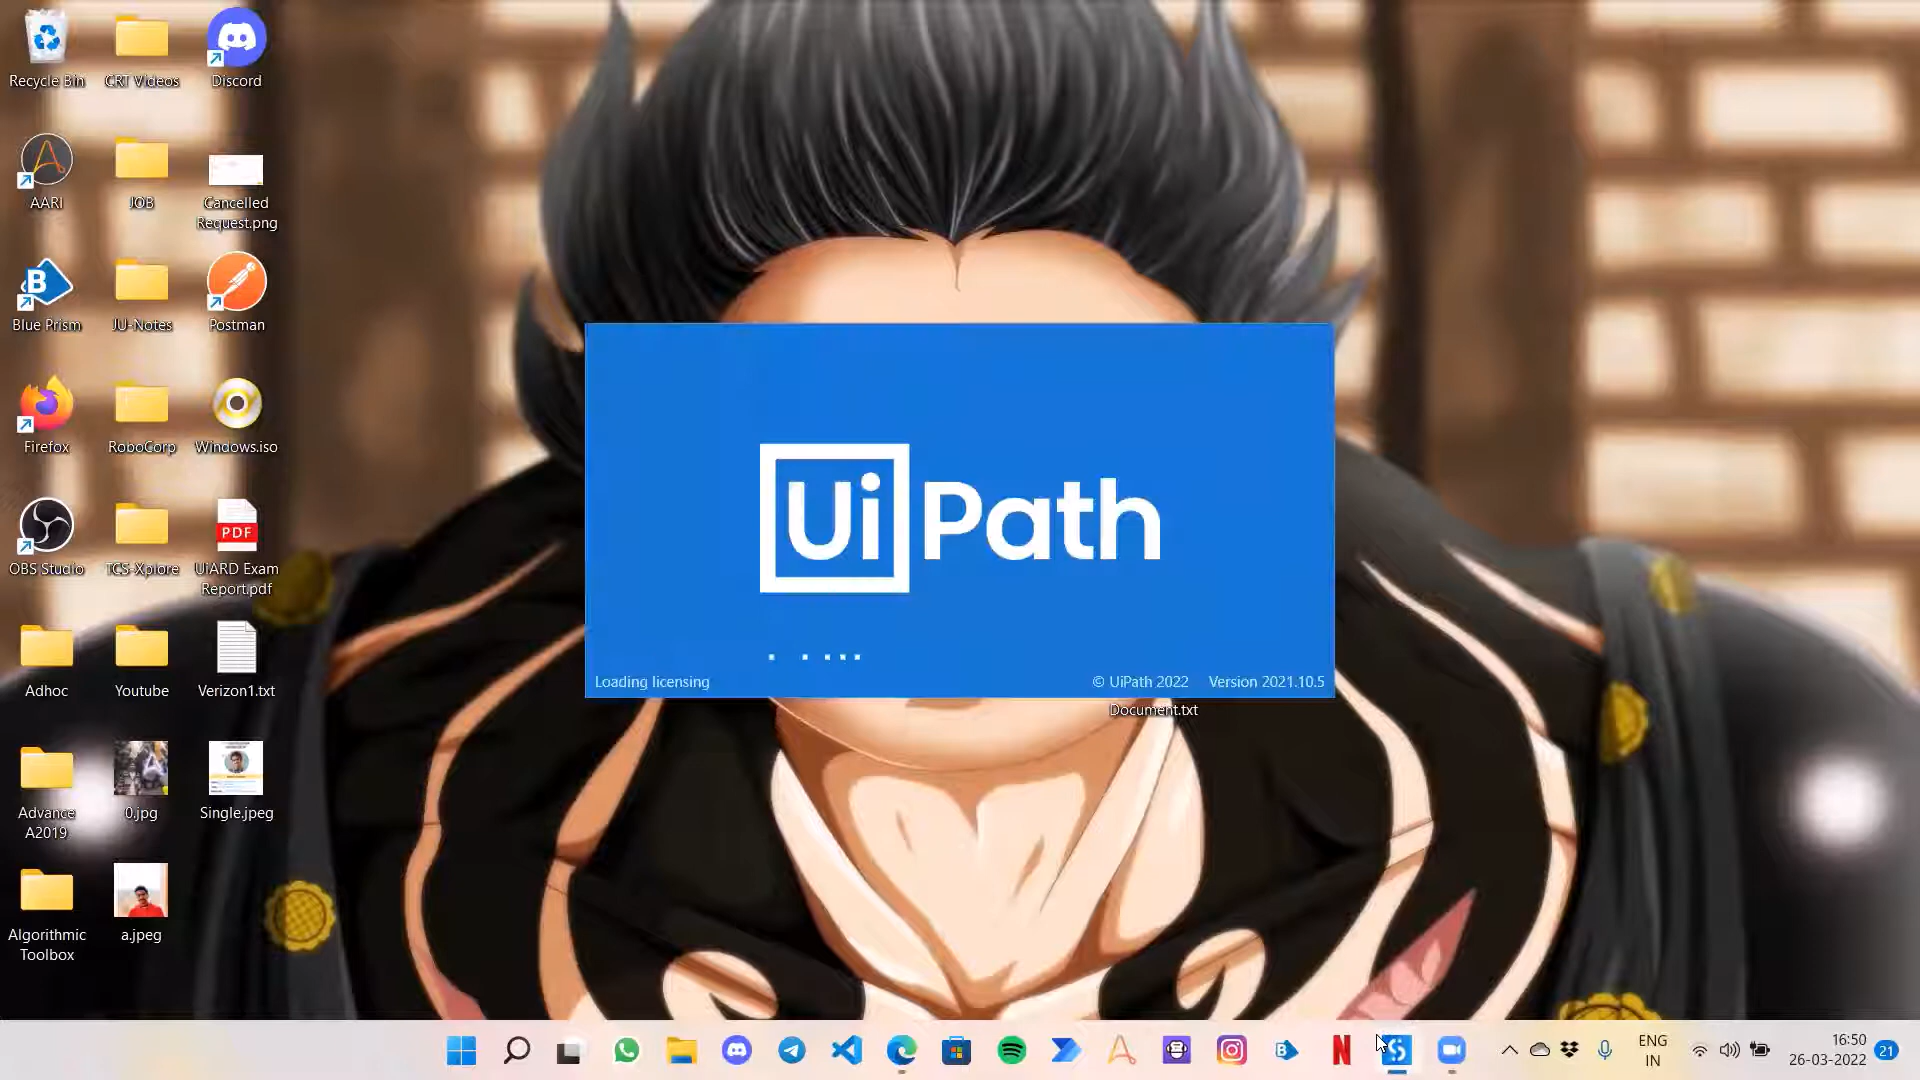 Recycle Bin
CRT Videos
Discord
AARI
JOB
Cancelled
Request.png
B
Blue Prism
JU-Notes
Postman
Firefox
RoboCorp
Windows.iso
PDF
OBS Studio
TCS-Xplore
UiARD Exam
Report.pdf
Adhoc
Youtube
Verizon1.txt
Advance
A2019
0.jpg
Single.jpeg
Algorithmic
Toolbox
a.jpeg
UiPath
Loading licensing
© UiPath 2022
Version 2021.10.5
Document.txt
ENG
IN
16:50
26-03-2022
21